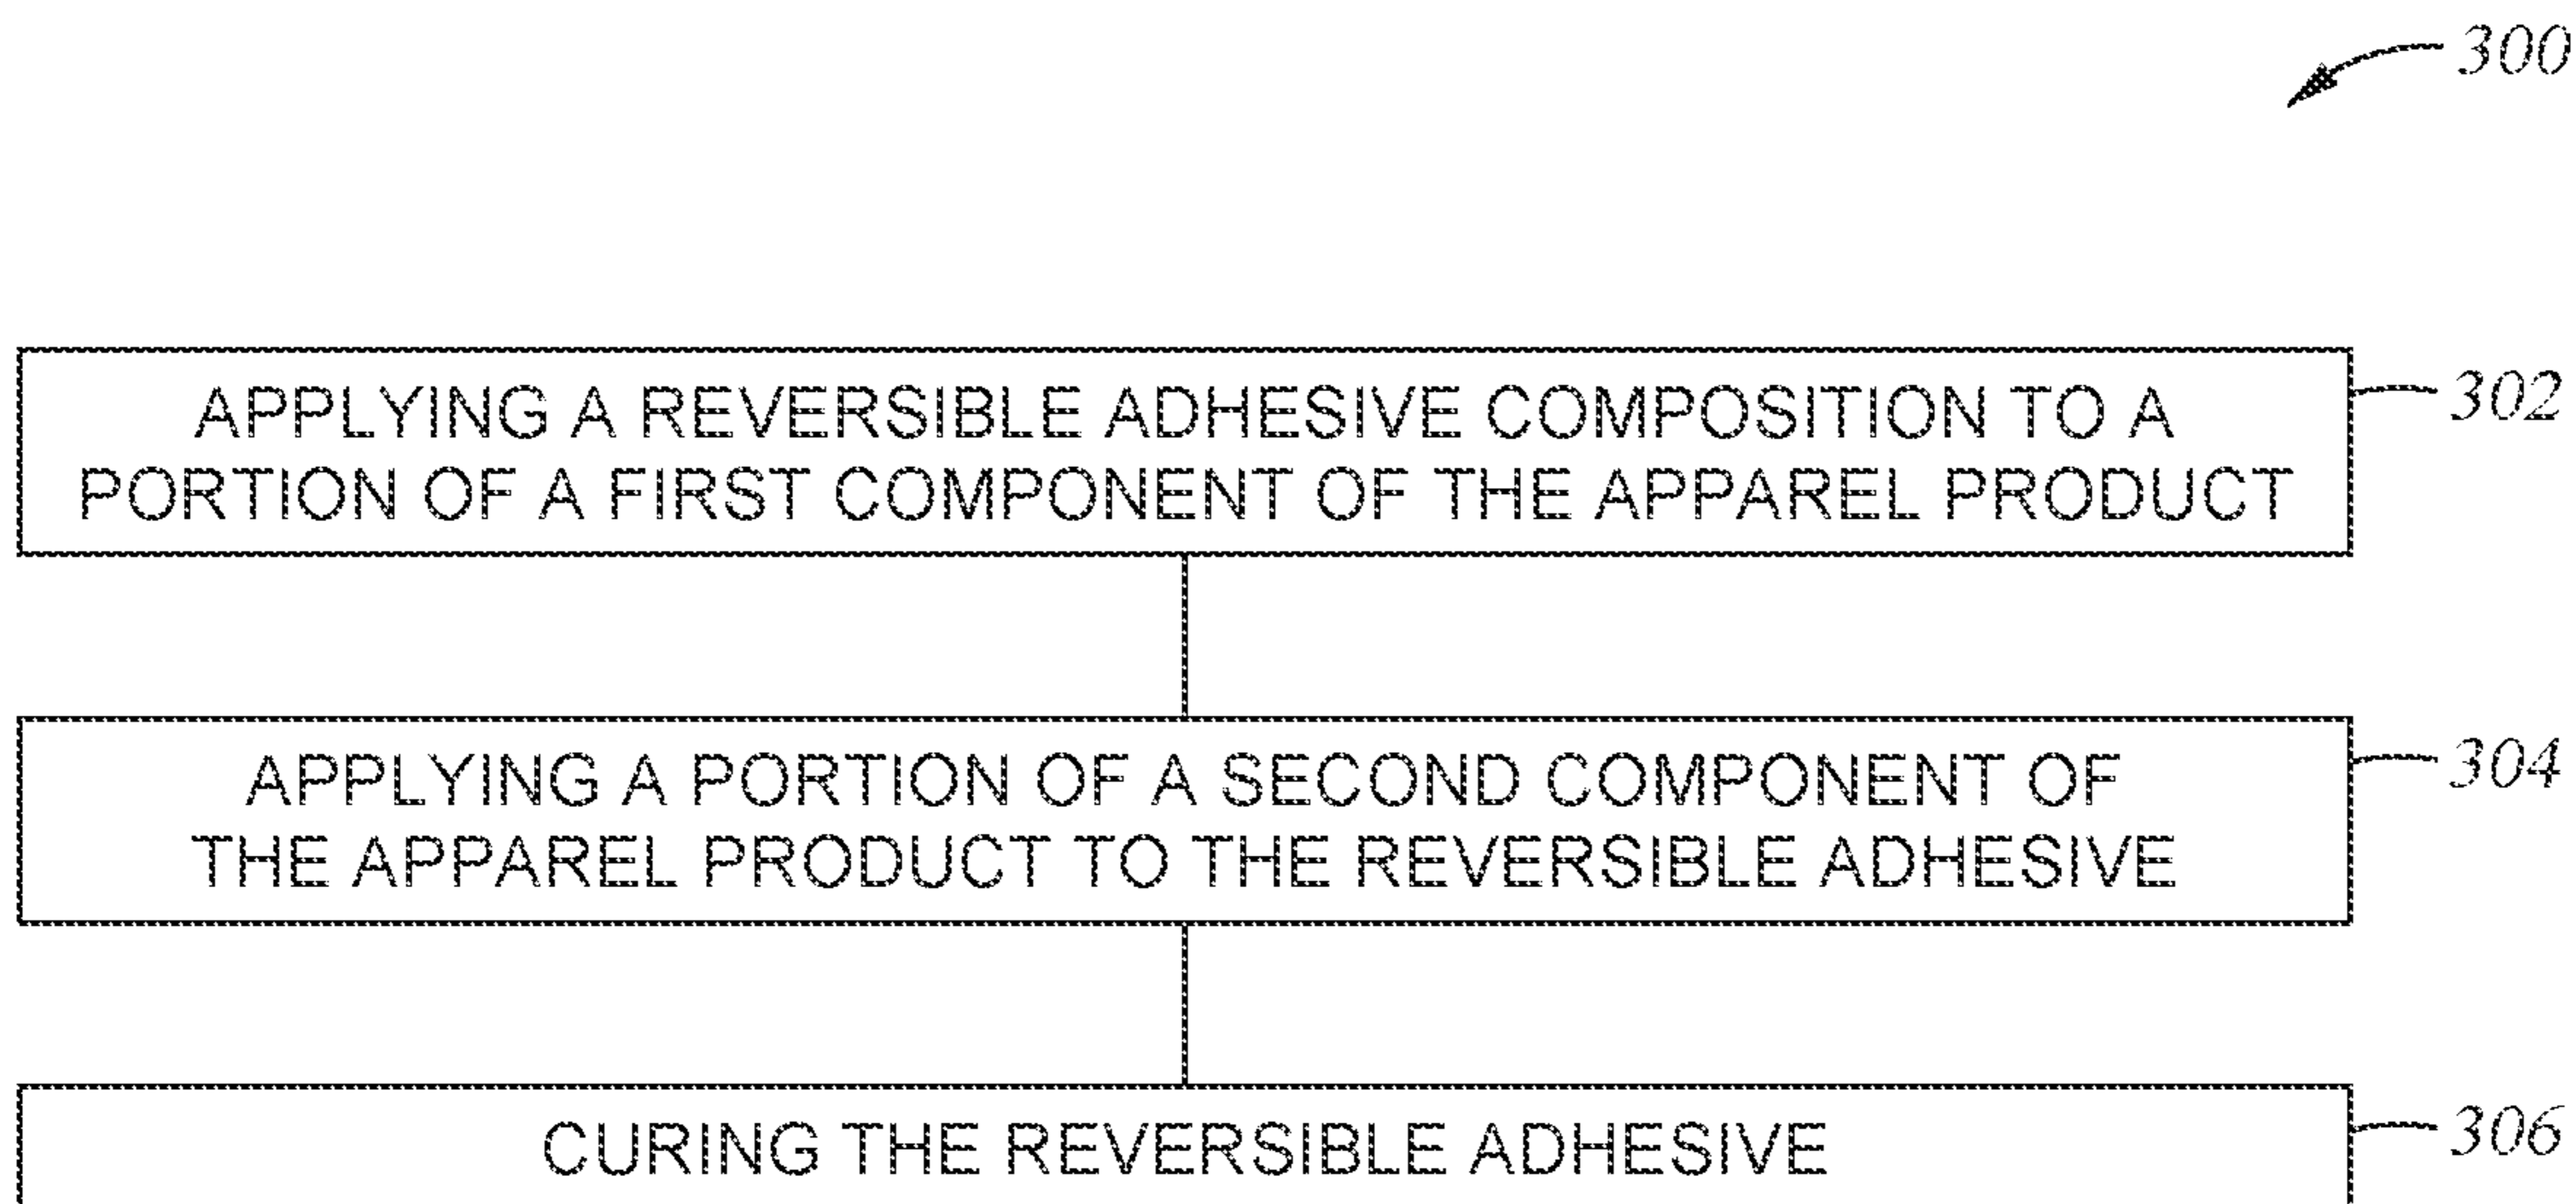 300
APPLYING A REVERSIBLE ADHESIVE COMPOSITION TO A
PORTION OF A FIRST COMPONENT OF THE APPAREL PRODUCT
302
APPLYING A PORTION OF A SECOND COMPONENT OF
THE APPAREL PRODUCT TO THE REVERSIBLE ADHESIVE
304
CURING THE REVERSIBLE ADHESIVE
306